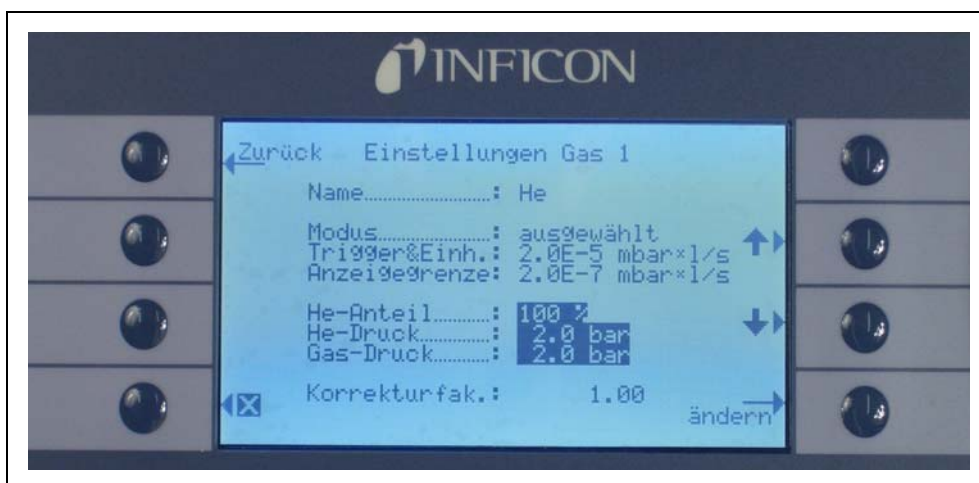 INFICON
Zurück Einstellungen Gas 1
Name......................: He
Modus....................: ausgewählt
Trigger&Einh.: 2.0E-5 mbar×l/s
Anzeigegrenze: 2.0E-7 mbar×l/s
He-Anteil.........: 100 %
He-Druck...........: 2.0 bar
Gas-Druck.........: 2.0 bar
Korrekturfak.: 1.00
ändern